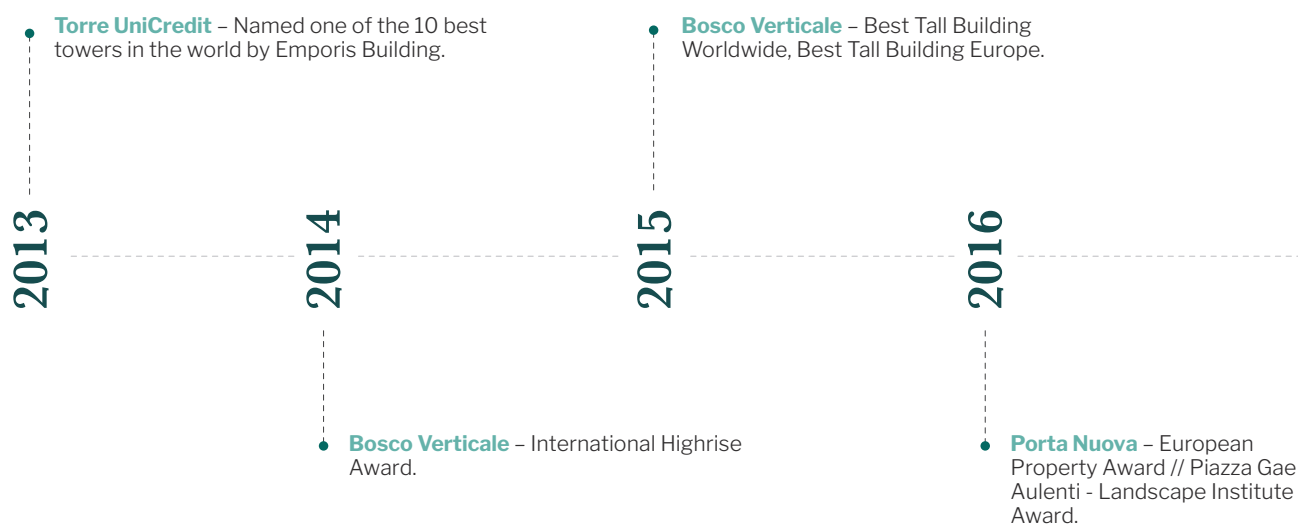 Torre UniCredit – Named one of the 10 best
towers in the world by Emporis Building.
Bosco Verticale – Best Tall Building
Worldwide, Best Tall Building Europe.
2013
2014
2015
2016
Bosco Verticale – International Highrise
Award.
Porta Nuova – European
Property Award // Piazza Gae
Aulenti - Landscape Institute
Award.